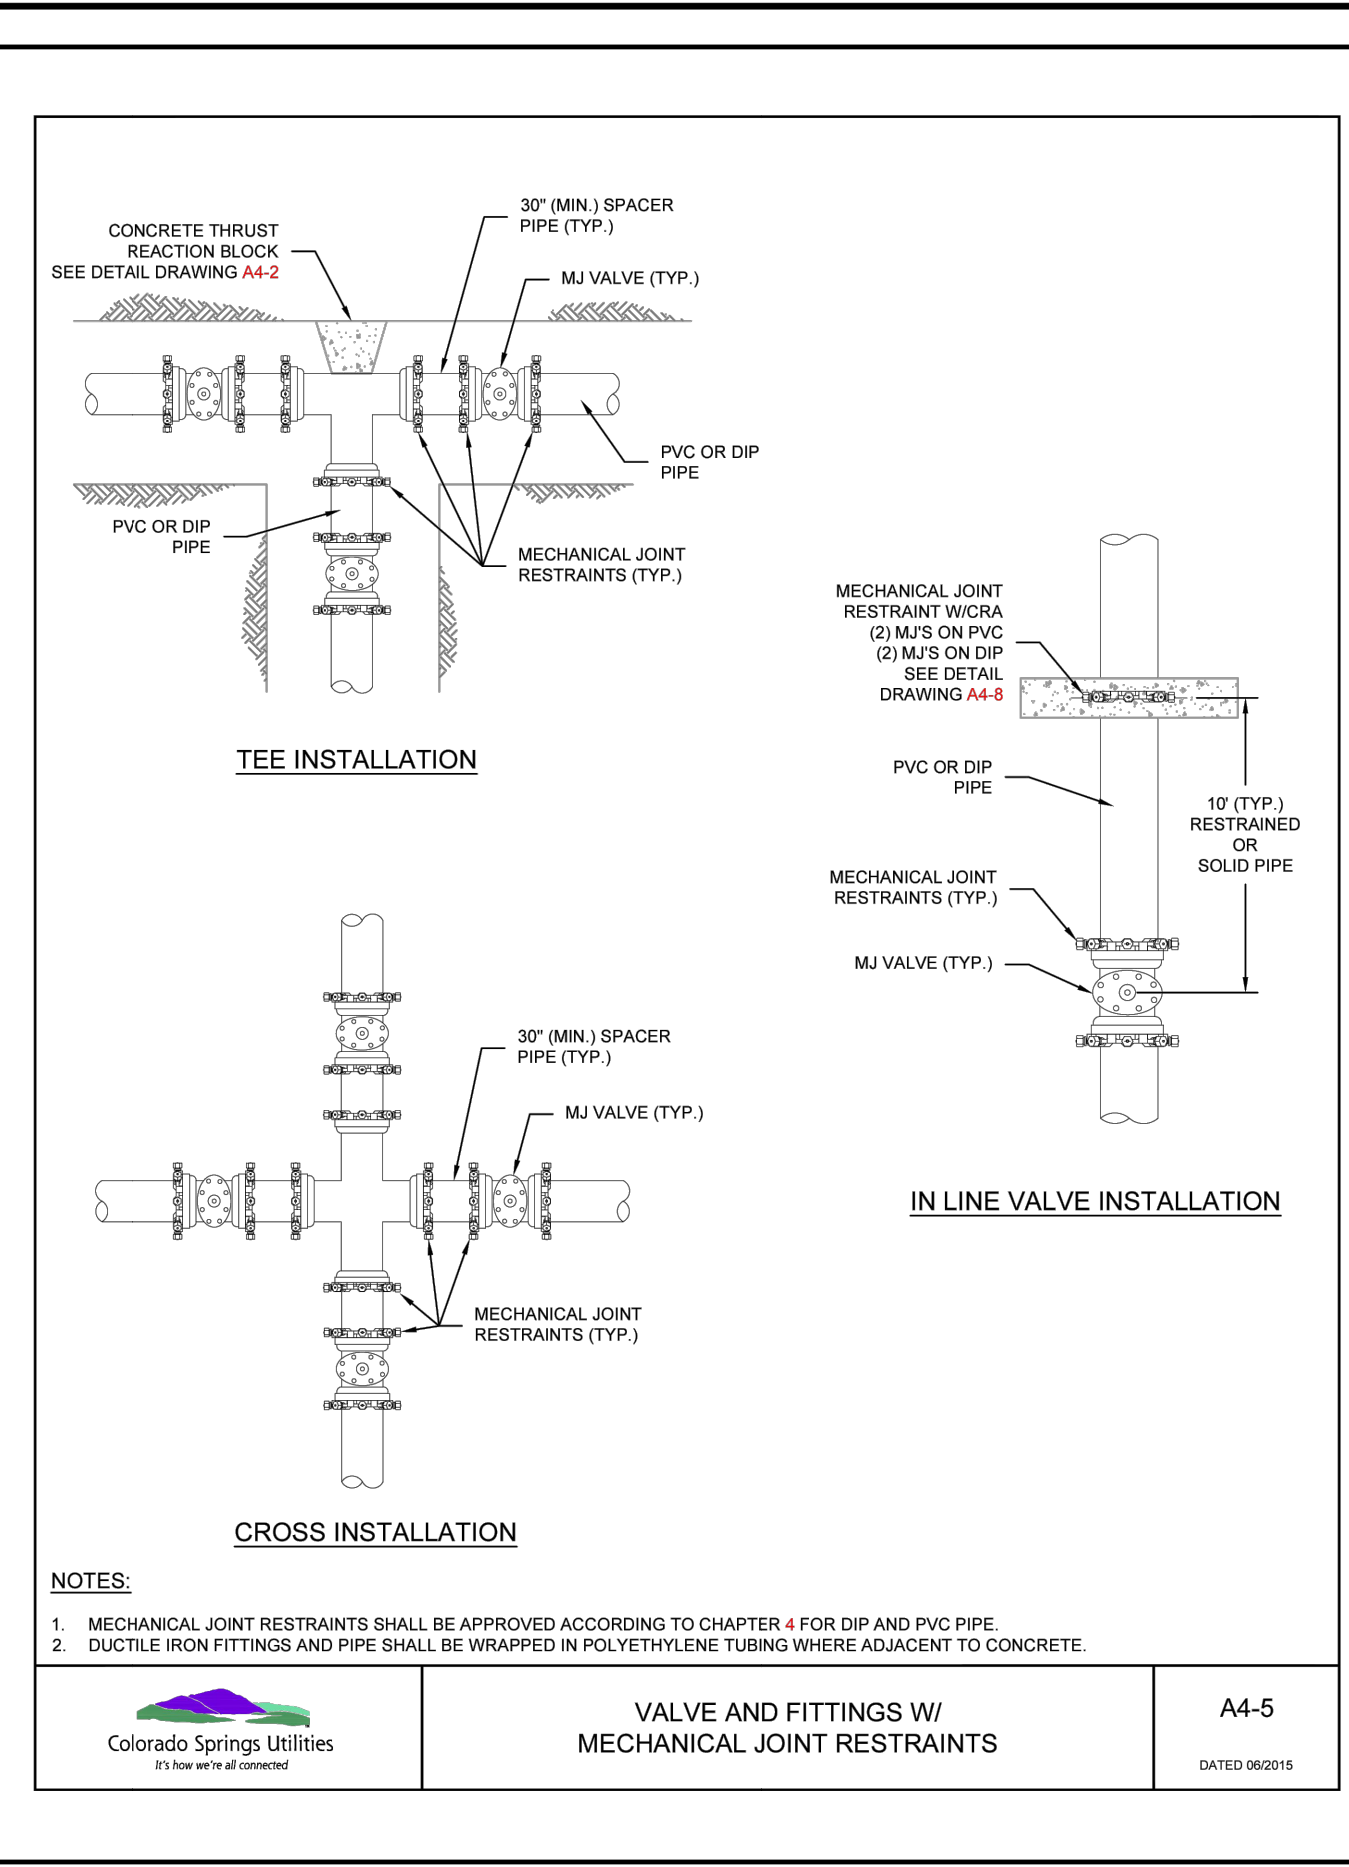 CONCRETE THRUST
REACTION BLOCK
SEE DETAIL DRAWING A4-2
30" (MIN.) SPACER
PIPE (TYP.)
MJ VALVE (TYP.)
PVC OR DIP
PIPE
PVC OR DIP
PIPE
MECHANICAL JOINT
RESTRAINTS (TYP.)
TEE INSTALLATION
MECHANICAL JOINT
RESTRAINT W/CRA
(2) MJ'S ON PVC
(2) MJ'S ON DIP
SEE DETAIL
DRAWING A4-8
PVC OR DIP
PIPE
10' (TYP.)
RESTRAINED
OR
SOLID PIPE
MECHANICAL JOINT
RESTRAINTS (TYP.)
MJ VALVE (TYP.)
IN LINE VALVE INSTALLATION
30" (MIN.) SPACER
PIPE (TYP.)
MJ VALVE (TYP.)
MECHANICAL JOINT
RESTRAINTS (TYP.)
CROSS INSTALLATION
NOTES:
1. MECHANICAL JOINT RESTRAINTS SHALL BE APPROVED ACCORDING TO CHAPTER 4 FOR DIP AND PVC PIPE.
2. DUCTILE IRON FITTINGS AND PIPE SHALL BE WRAPPED IN POLYETHYLENE TUBING WHERE ADJACENT TO CONCRETE.
Colorado Springs Utilities
It's how we're all connected
VALVE AND FITTINGS W/
MECHANICAL JOINT RESTRAINTS
A4-5
DATED 06/2015